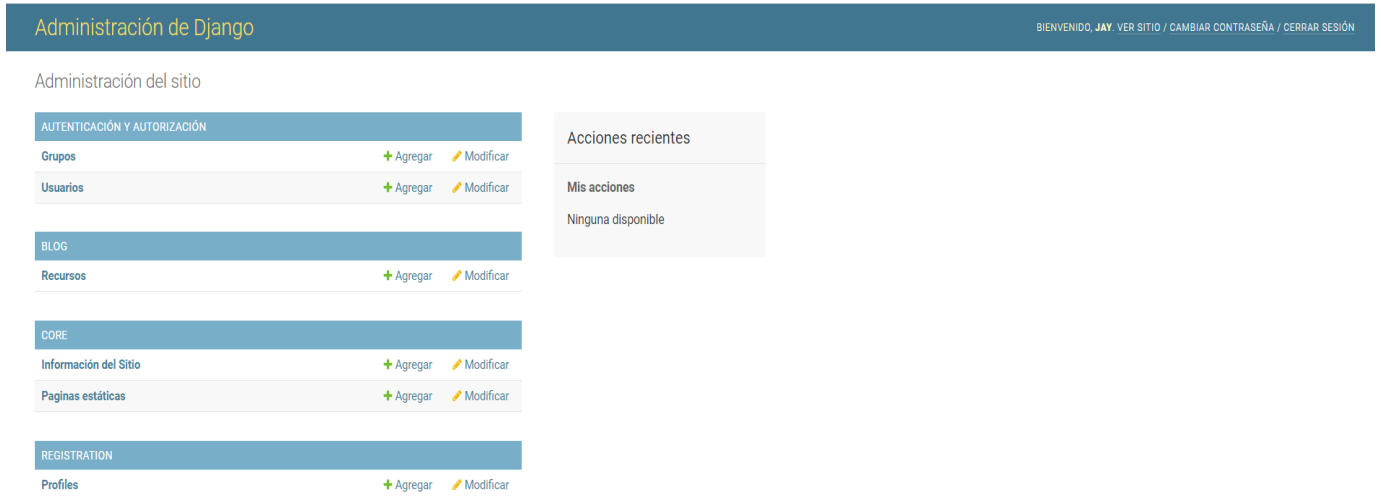 Administración de Django
BIENVENIDO, JAY. VER SITIO / CAMBIAR CONTRASEÑA / CERRAR SESIÓN
Administración del sitio
AUTENTICACIÓN Y AUTORIZACIÓN
Grupos Agregar Modificar
Usuarios Agregar Modificar
BLOG
Recursos Agregar Modificar
CORE
Información del Sitio Agregar Modificar
Paginas estáticas Agregar Modificar
REGISTRATION
Profiles Agregar Modificar
Acciones recientes
Mis acciones
Ninguna disponible